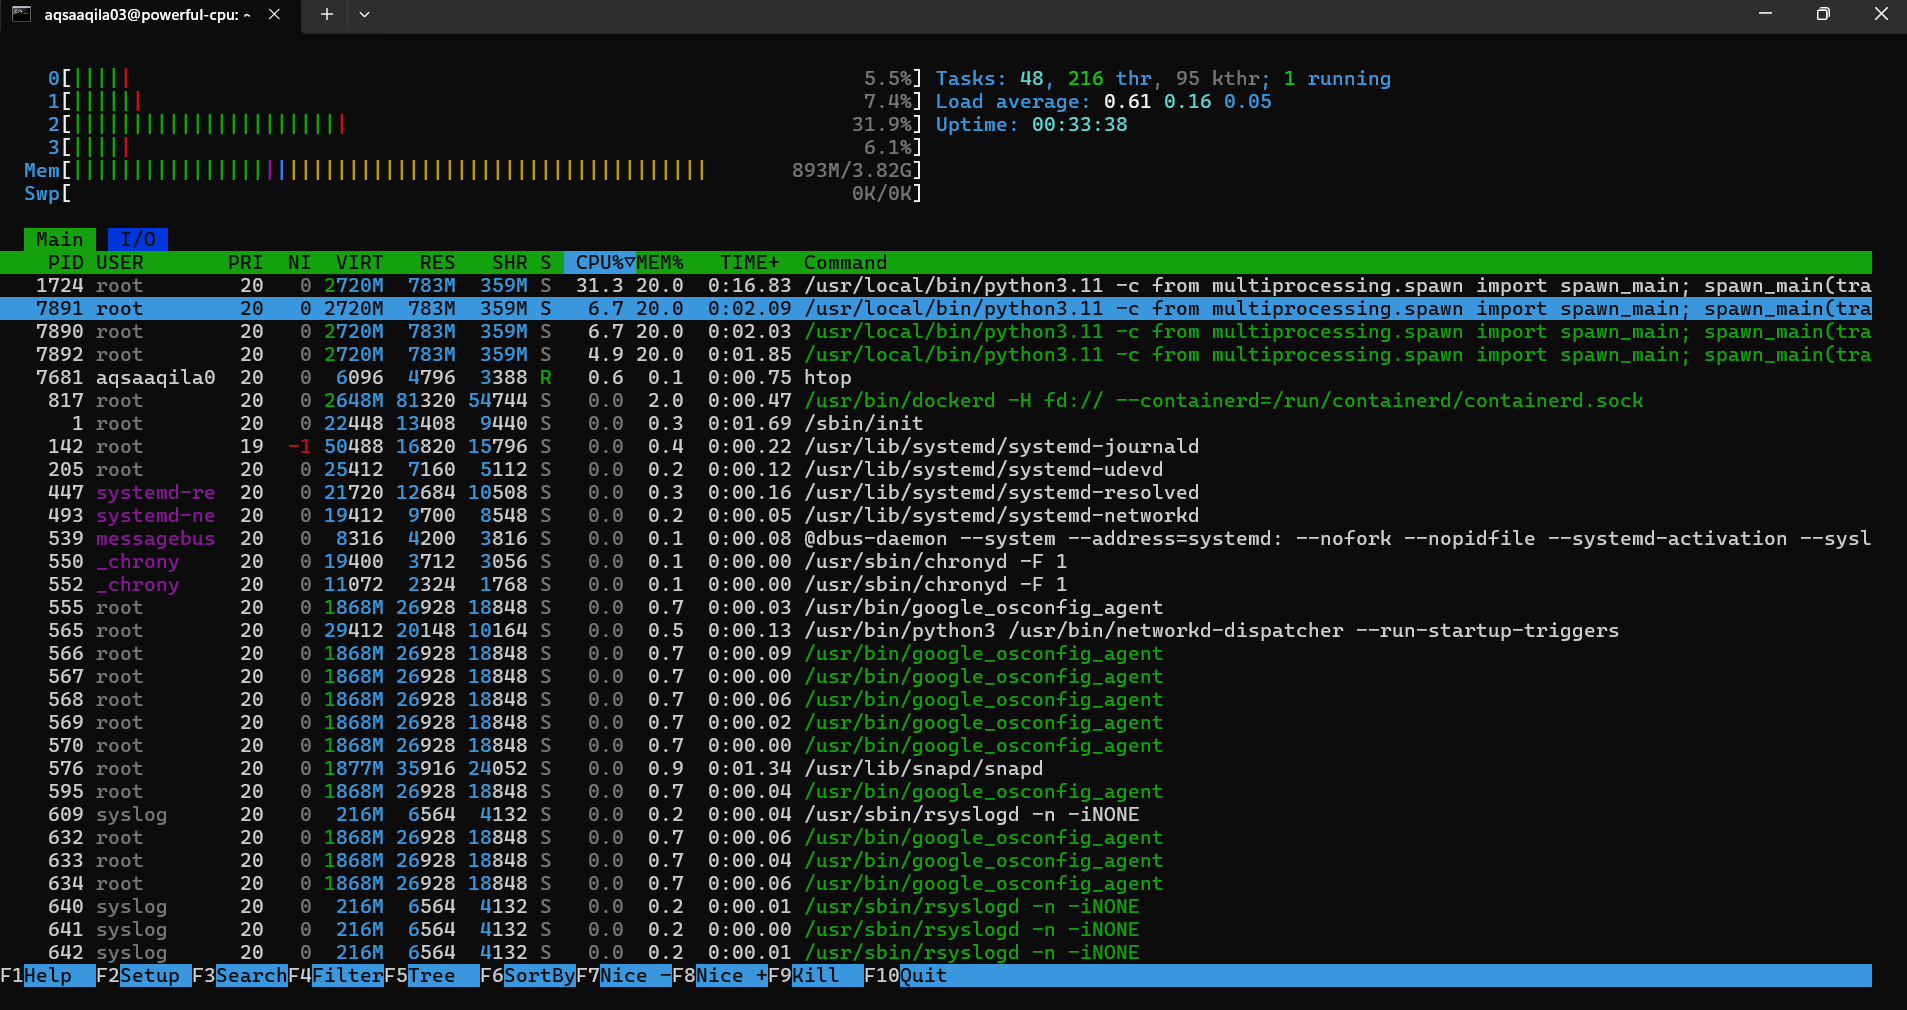 aqsaaqila03@powerful-cpu: ~
0[||||| 5.5%] Tasks: 48, 216 thr, 95 kthr; 1 running
1[|||||| 7.4%] Load average: 0.61 0.16 0.05
2[||||||||||||||||||||||| 31.9%] Uptime: 00:33:38
3[||||| 6.1%]
Mem[||||||||||||||||||||||||||||||||||||||||||||||||||||| 893M/3.82G]
Swp[ 0K/0K]
Main I/O
PID USER PRI NI VIRT RES SHR S CPU%▽MEM% TIME+ Command
1724 root 20 0 2720M 783M 359M S 31.3 20.0 0:16.83 /usr/local/bin/python3.11 -c from multiprocessing.spawn import spawn_main; spawn_main(tra
7891 root 20 0 2720M 783M 359M S 6.7 20.0 0:02.09 /usr/local/bin/python3.11 -c from multiprocessing.spawn import spawn_main; spawn_main(tra
7890 root 20 0 2720M 783M 359M S 6.7 20.0 0:02.03 /usr/local/bin/python3.11 -c from multiprocessing.spawn import spawn_main; spawn_main(tra
7892 root 20 0 2720M 783M 359M S 4.9 20.0 0:01.85 /usr/local/bin/python3.11 -c from multiprocessing.spawn import spawn_main; spawn_main(tra
7681 aqsaaqila0 20 0 6096 4796 3388 R 0.6 0.1 0:00.75 htop
817 root 20 0 2648M 81320 54744 S 0.0 2.0 0:00.47 /usr/bin/dockerd -H fd:// --containerd=/run/containerd/containerd.sock
1 root 20 0 22448 13408 9440 S 0.0 0.3 0:01.69 /sbin/init
142 root 19 -1 50488 16820 15796 S 0.0 0.4 0:00.22 /usr/lib/systemd/systemd-journald
205 root 20 0 25412 7160 5112 S 0.0 0.2 0:00.12 /usr/lib/systemd/systemd-udevd
447 systemd-re 20 0 21720 12684 10508 S 0.0 0.3 0:00.16 /usr/lib/systemd/systemd-resolved
493 systemd-ne 20 0 19412 9700 8548 S 0.0 0.2 0:00.05 /usr/lib/systemd/systemd-networkd
539 messagebus 20 0 8316 4200 3816 S 0.0 0.1 0:00.08 @dbus-daemon --system --address=systemd: --nofork --nopidfile --systemd-activation --sysl
550 _chrony 20 0 19400 3712 3056 S 0.0 0.1 0:00.00 /usr/sbin/chronyd -F 1
552 _chrony 20 0 11072 2324 1768 S 0.0 0.1 0:00.00 /usr/sbin/chronyd -F 1
555 root 20 0 1868M 26928 18848 S 0.0 0.7 0:00.03 /usr/bin/google_osconfig_agent
565 root 20 0 29412 20148 10164 S 0.0 0.5 0:00.13 /usr/bin/python3 /usr/bin/networkd-dispatcher --run-startup-triggers
566 root 20 0 1868M 26928 18848 S 0.0 0.7 0:00.09 /usr/bin/google_osconfig_agent
567 root 20 0 1868M 26928 18848 S 0.0 0.7 0:00.00 /usr/bin/google_osconfig_agent
568 root 20 0 1868M 26928 18848 S 0.0 0.7 0:00.06 /usr/bin/google_osconfig_agent
569 root 20 0 1868M 26928 18848 S 0.0 0.7 0:00.02 /usr/bin/google_osconfig_agent
570 root 20 0 1868M 26928 18848 S 0.0 0.7 0:00.00 /usr/bin/google_osconfig_agent
576 root 20 0 1877M 35916 24052 S 0.0 0.9 0:01.34 /usr/lib/snapd/snapd
595 root 20 0 1868M 26928 18848 S 0.0 0.7 0:00.04 /usr/bin/google_osconfig_agent
609 syslog 20 0 216M 6564 4132 S 0.0 0.2 0:00.04 /usr/sbin/rsyslogd -n -iNONE
632 root 20 0 1868M 26928 18848 S 0.0 0.7 0:00.06 /usr/bin/google_osconfig_agent
633 root 20 0 1868M 26928 18848 S 0.0 0.7 0:00.04 /usr/bin/google_osconfig_agent
634 root 20 0 1868M 26928 18848 S 0.0 0.7 0:00.06 /usr/bin/google_osconfig_agent
640 syslog 20 0 216M 6564 4132 S 0.0 0.2 0:00.01 /usr/sbin/rsyslogd -n -iNONE
641 syslog 20 0 216M 6564 4132 S 0.0 0.2 0:00.00 /usr/sbin/rsyslogd -n -iNONE
642 syslog 20 0 216M 6564 4132 S 0.0 0.2 0:00.01 /usr/sbin/rsyslogd -n -iNONE
F1Help F2Setup F3SearchF4FilterF5Tree F6SortByF7Nice -F8Nice +F9Kill F10Quit